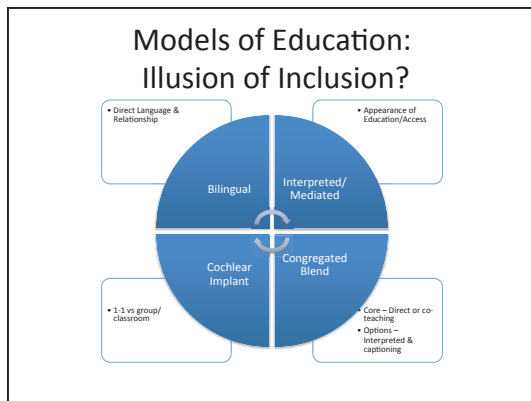 Models of Education:
Illusion of Inclusion?
• Direct Language &
Relationship
• Appearance of
Education/Access
Bilingual
Interpreted/
Mediated
Cochlear
Implant
Congregated
Blend
• 1-1 vs group/
classroom
• Core – Direct or co-
teaching
• Options –
Interpreted &
captioning